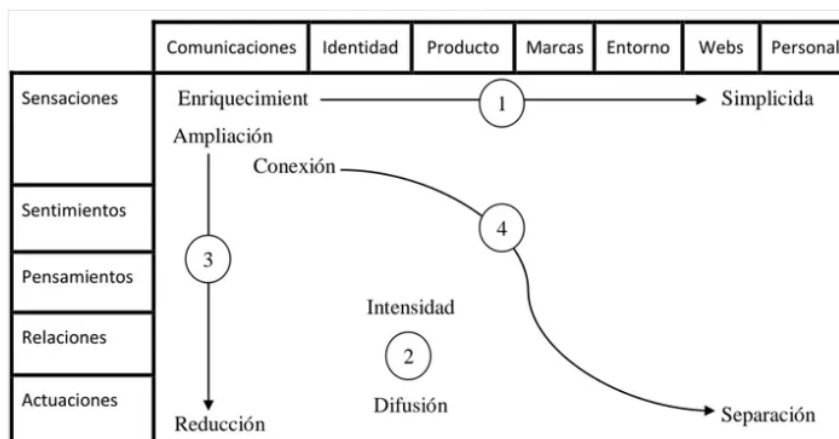 Comunicaciones Identidad Producto Marcas Entorno Webs Personal
Sensaciones Enriquecimient 1 Simplicida
Ampliación
Conexión
Sentimientos
4
3
Pensamientos
Intensidad
Relaciones
2
Actuaciones
Difusión
Reducción
Separación